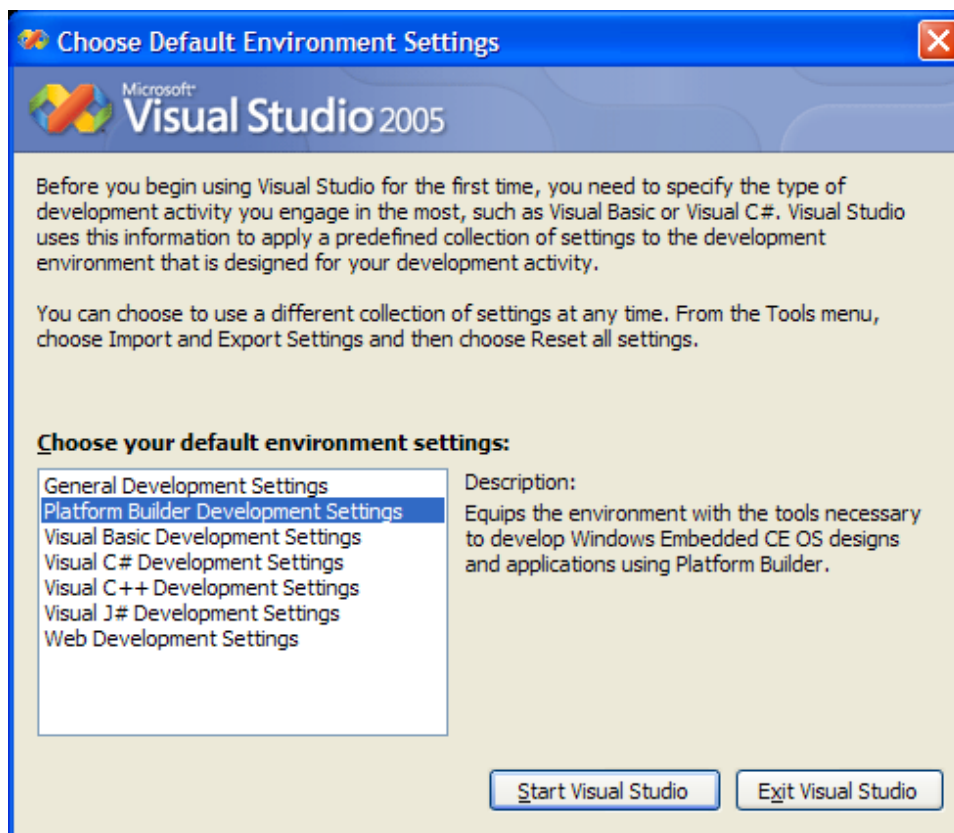 Choose Default Environment Settings
Microsoft
Visual Studio 2005
Before you begin using Visual Studio for the first time, you need to specify the type of
development activity you engage in the most, such as Visual Basic or Visual C#. Visual Studio
uses this information to apply a predefined collection of settings to the development
environment that is designed for your development activity.
You can choose to use a different collection of settings at any time. From the Tools menu,
choose Import and Export Settings and then choose Reset all settings.
Choose your default environment settings:
General Development Settings
Platform Builder Development Settings
Visual Basic Development Settings
Visual C# Development Settings
Visual C++ Development Settings
Visual J# Development Settings
Web Development Settings
Description:
Equips the environment with the tools necessary
to develop Windows Embedded CE OS designs
and applications using Platform Builder.
Start Visual Studio
Exit Visual Studio